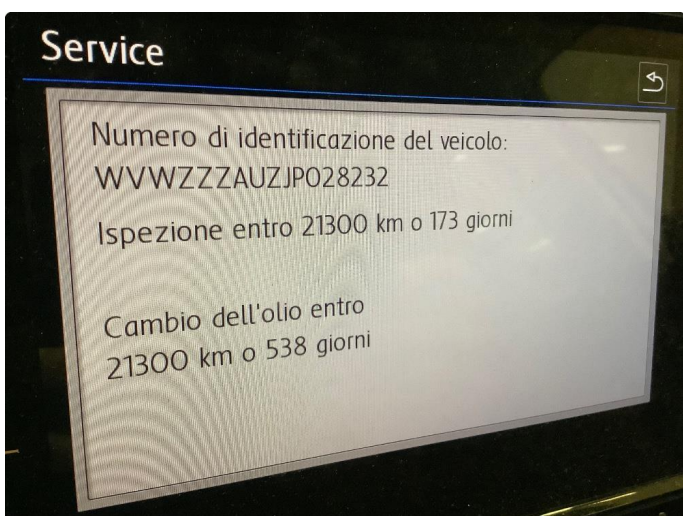 Service
Numero di identificazione del veicolo:
WVWZZZAUZJP028232
Ispezione entro 21300 km o 173 giorni
Cambio dell'olio entro
21300 km o 538 giorni